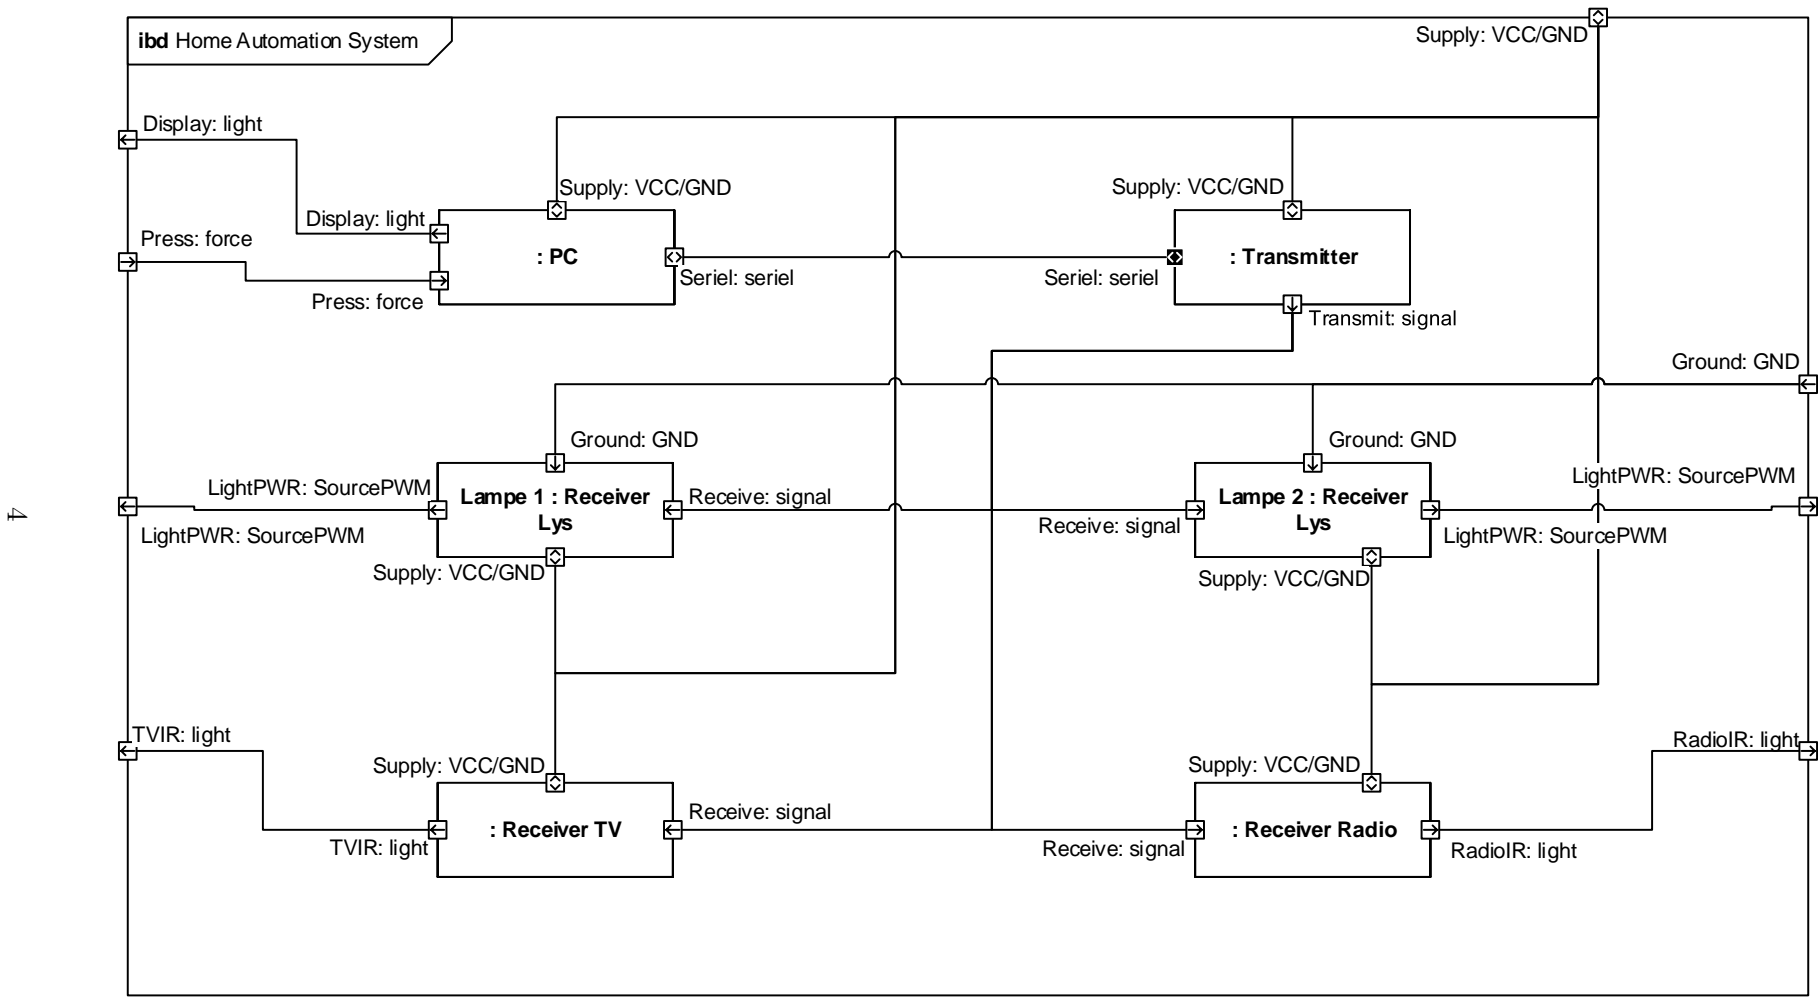 ibd Home Automation System
Supply: VCC/GND
Display: light
Supply: VCC/GND
Supply: VCC/GND
Display: light
Press: force
: PC
: Transmitter
Seriel: seriel
Seriel: seriel
Press: force
Transmit: signal
Ground: GND
Ground: GND
Ground: GND
LightPWR: SourcePWM
LightPWR: SourcePWM
Lampe 1 : Receiver
Lys
Receive: signal
Lampe 2 : Receiver
Lys
Receive: signal
LightPWR: SourcePWM
LightPWR: SourcePWM
Supply: VCC/GND
Supply: VCC/GND
4
TVIR: light
RadioIR: light
Supply: VCC/GND
Supply: VCC/GND
Receive: signal
: Receiver TV
: Receiver Radio
TVIR: light
Receive: signal
RadioIR: light